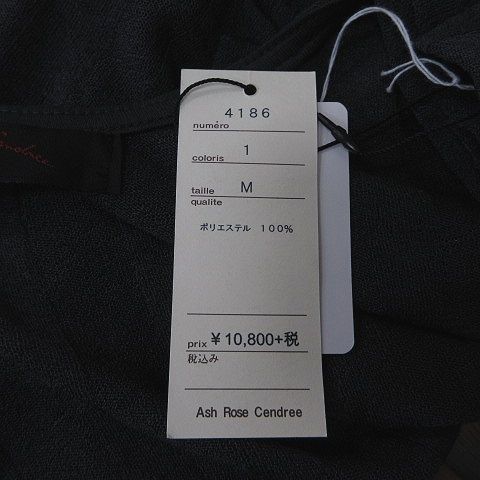 4186
numéro
1
coloris
taille M
qualite
ポリエステル 100%
prix ¥10,800+税
税込み
Ash Rose Cendree
Cendree